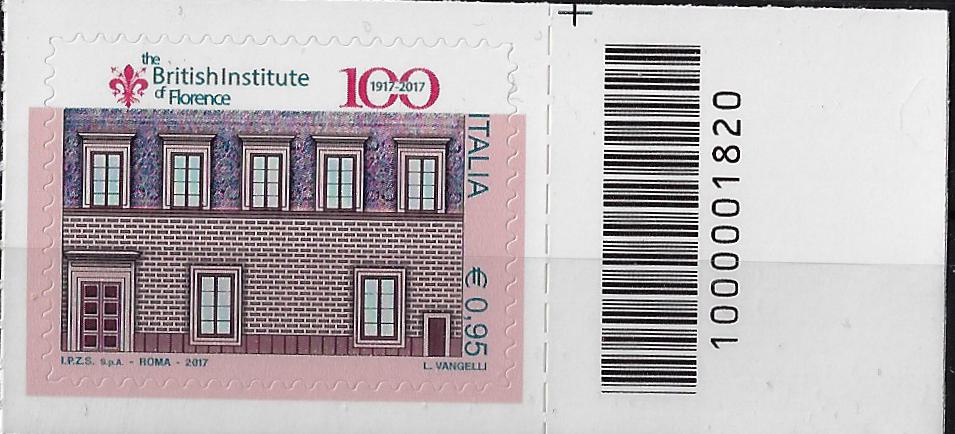 the
British Institute
of Florence
100
1917-2017
ITALIA € 0,95
I.P.Z.S. S.p.A. - ROMA - 2017
L. VANGELLI
1000001820